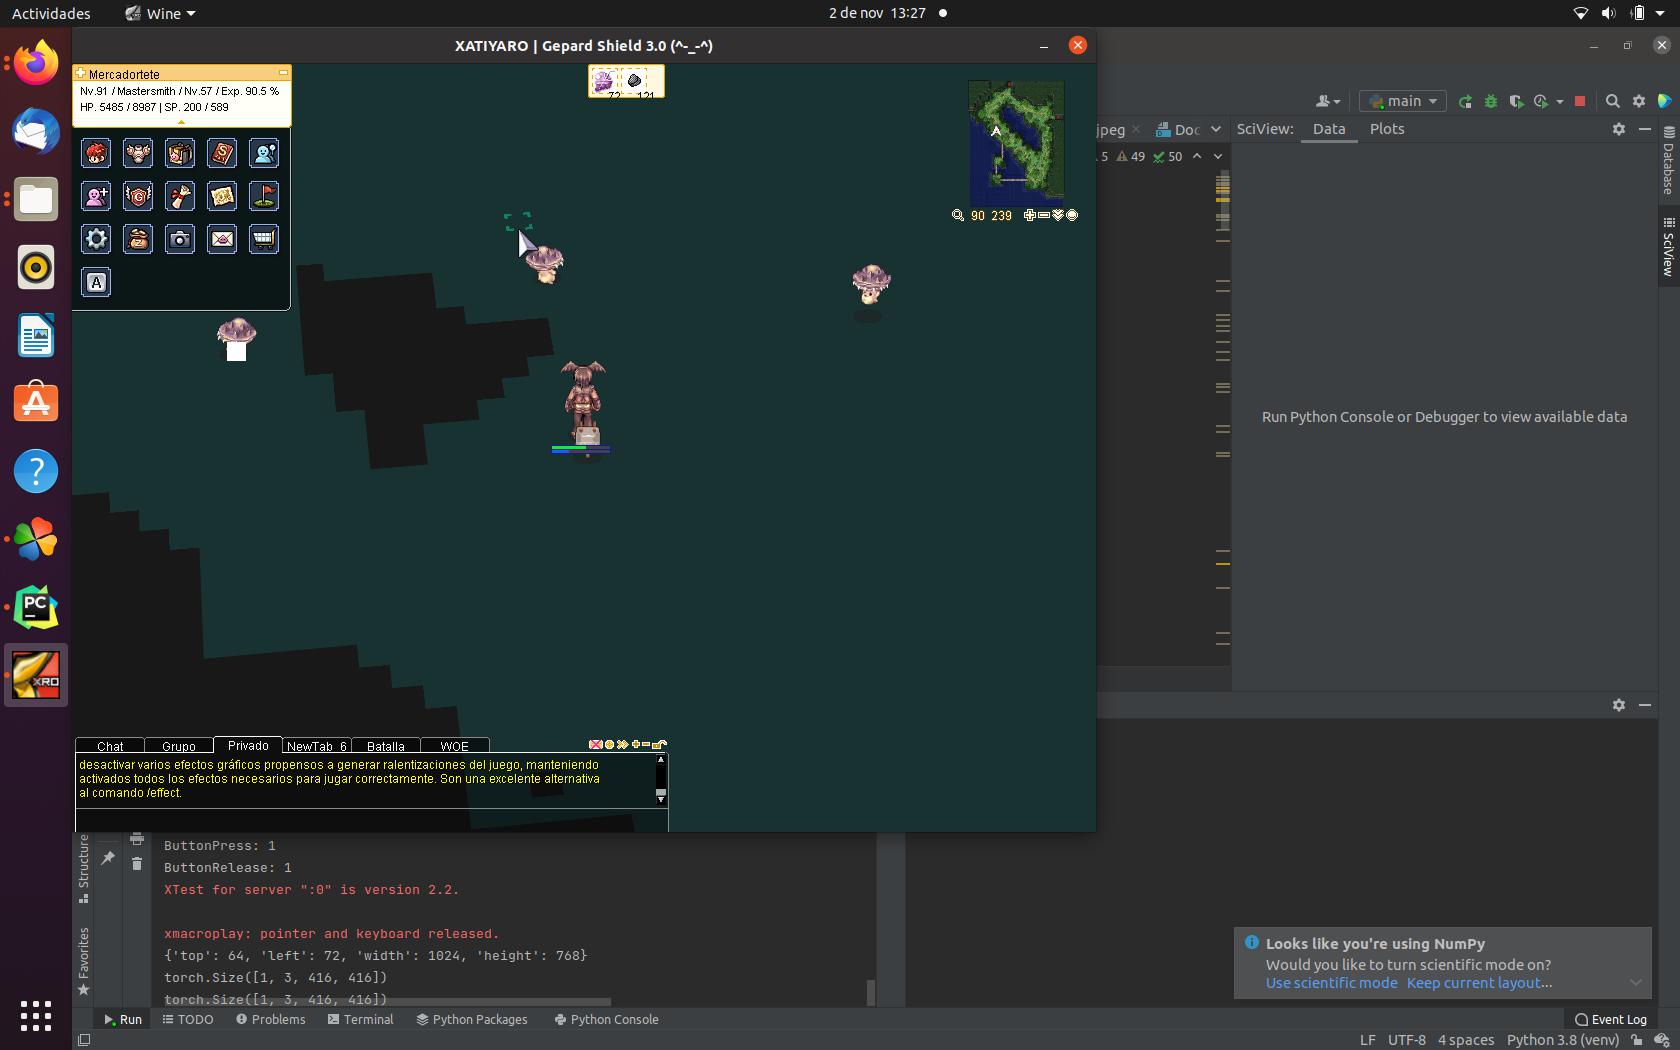 Actividades
Wine
2 de nov 13:27
XATIYARO | Gepard Shield 3.0 (^-_-^)
Mercadortete
Nv.91 / Mastersmith / Nv.57 / Exp. 90.5 %
HP. 5485 / 8987 | SP. 200 / 589
72 121
90 239
A
main
jpeg
Doc
SciView:
Data
Plots
5
49
50
Database
SciView
Run Python Console or Debugger to view available data
PC
XRO
Chat
Grupo
Privado
NewTab_6
Batalla
WOE
desactivar varios efectos gráficos propensos a generar ralentizaciones del juego, manteniendo
activados todos los efectos necesarios para jugar correctamente. Son una excelente alternativa
al comando /effect.
Structure
Favorites
ButtonPress: 1
ButtonRelease: 1
XTest for server ":0" is version 2.2.
xmacroplay: pointer and keyboard released.
{'top': 64, 'left': 72, 'width': 1024, 'height': 768}
torch.Size([1, 3, 416, 416])
torch.Size([1, 3, 416, 416])
Looks like you're using NumPy
Would you like to turn scientific mode on?
Use scientific mode Keep current layout...
Run
TODO
Problems
Terminal
Python Packages
Python Console
Event Log
LF UTF-8 4 spaces Python 3.8 (venv)